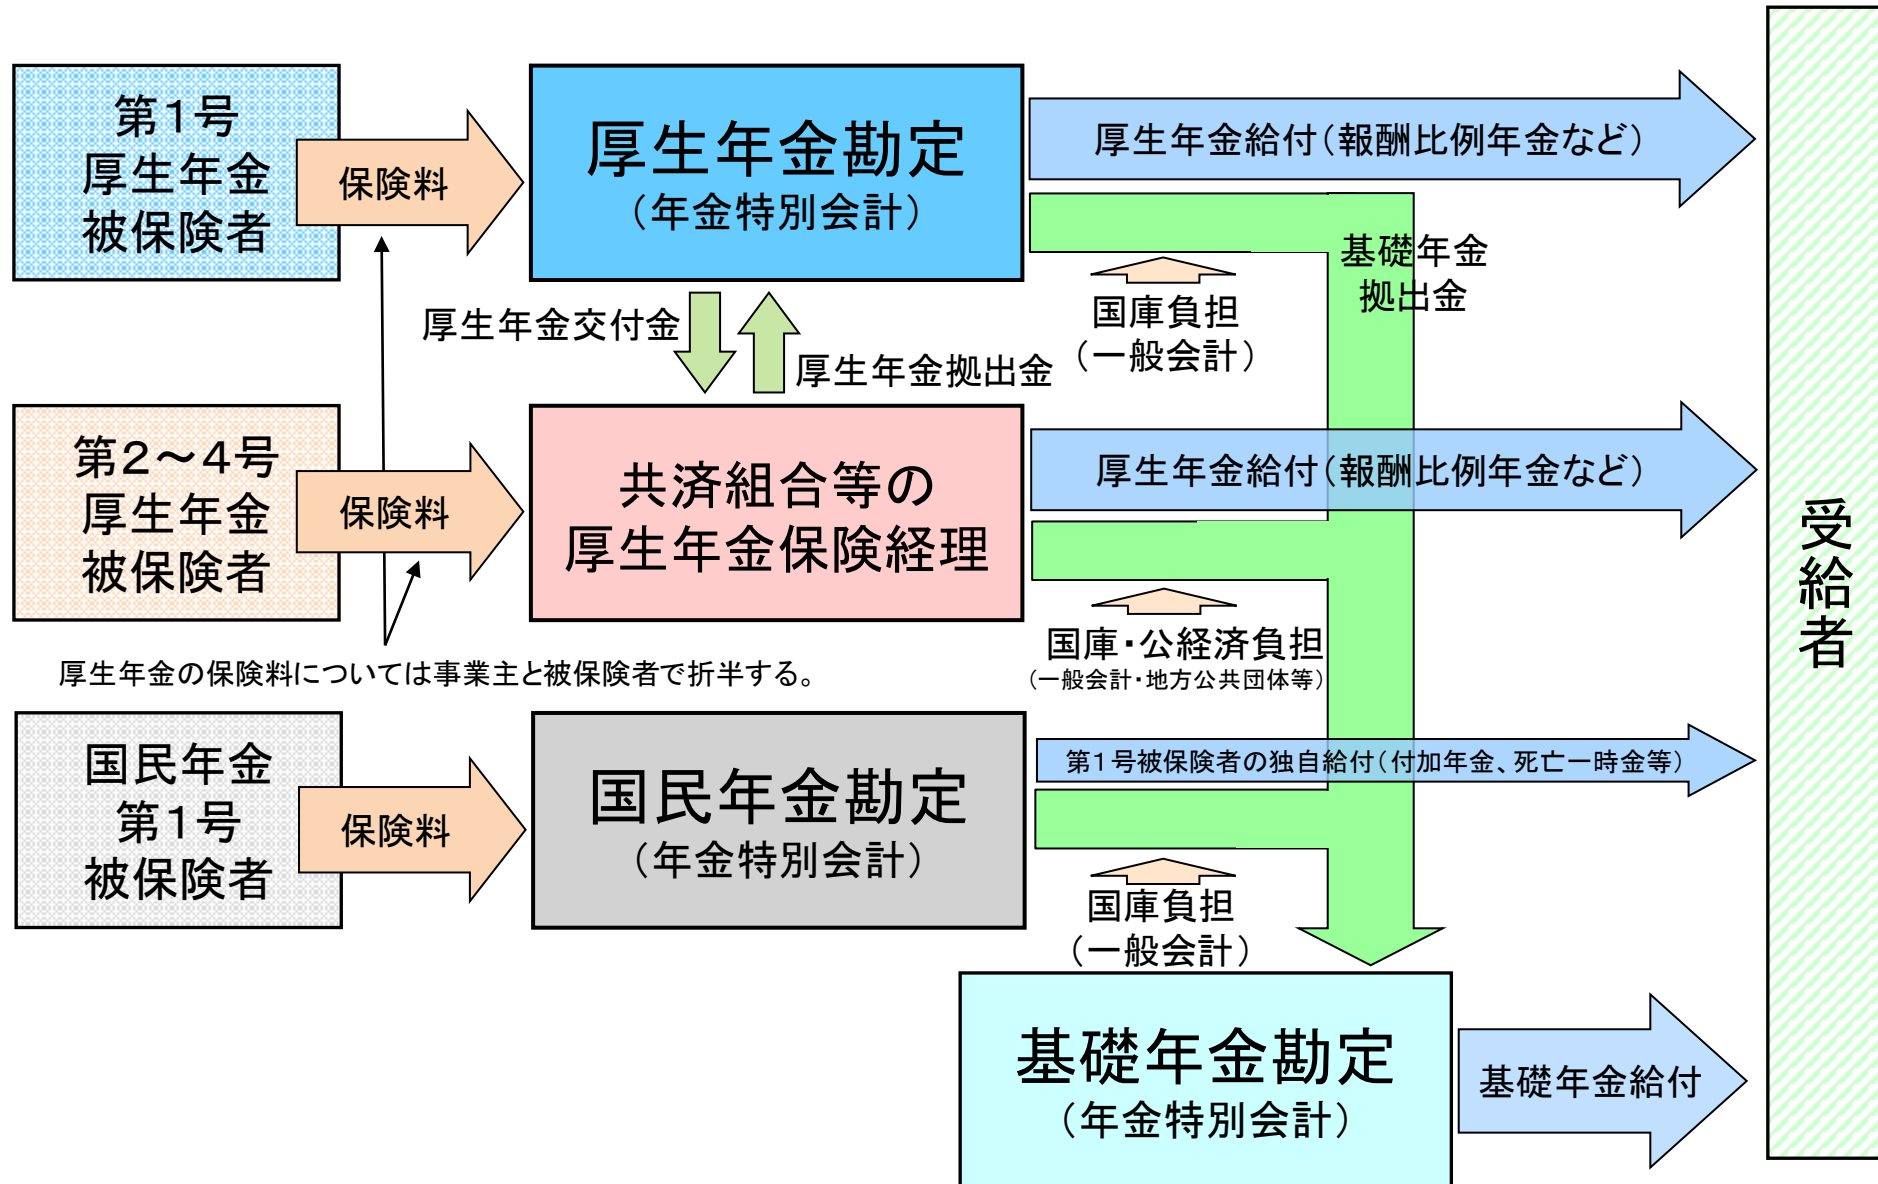 第1号
厚生年金
被保険者
保険料
厚生年金勘定
（年金特別会計）
厚生年金給付（報酬比例年金など）
基礎年金
拠出金
国庫負担
（一般会計）
厚生年金交付金
厚生年金拠出金
第2～4号
厚生年金
被保険者
保険料
共済組合等の
厚生年金保険経理
厚生年金給付（報酬比例年金など）
国庫・公経済負担
（一般会計・地方公共団体等）
厚生年金の保険料については事業主と被保険者で折半する。
国民年金
第1号
被保険者
保険料
国民年金勘定
（年金特別会計）
第1号被保険者の独自給付（付加年金、死亡一時金等）
国庫負担
（一般会計）
基礎年金勘定
（年金特別会計）
基礎年金給付
受給者